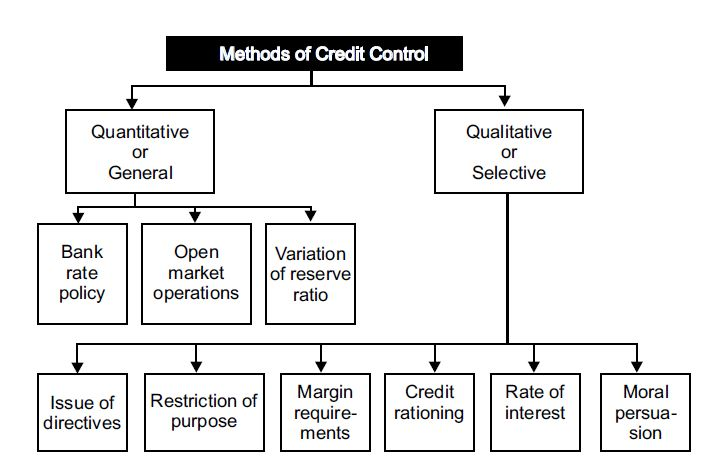 Methods of Credit Control
Quantitative
or
General
Qualitative
or
Selective
Bank
rate
policy
Open
market
operations
Variation
of reserve
ratio
Issue of
directives
Restriction of
purpose
Margin
require-
ments
Credit
rationing
Rate of
interest
Moral
persua-
sion